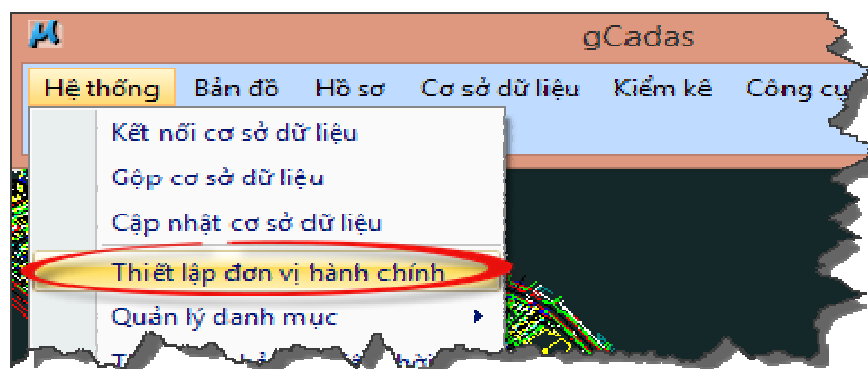 gCadas
Hệ thống Bản đồ Hồ sơ Cơ sở dữ liệu Kiểm kê Công cụ
Kết nối cơ sở dữ liệu
Gộp cơ sở dữ liệu
Cập nhật cơ sở dữ liệu
Thiết lập đơn vị hành chính
Quản lý danh mục